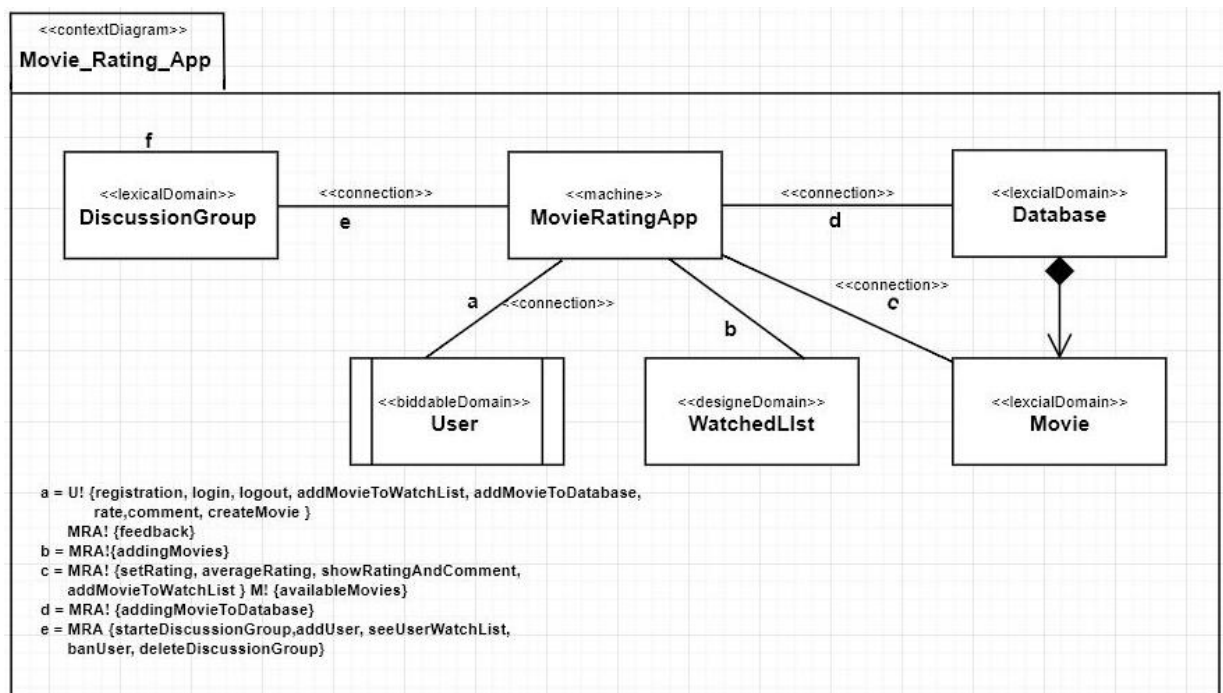 <<contextDiagram>>
Movie_Rating_App
f
<<lexicalDomain>>
DiscussionGroup
<<connection>>
e
<<machine>>
MovieRatingApp
<<connection>>
d
<<lexcialDomain>>
Database
a
<<connection>>
b
<<connection>>
c
<<biddableDomain>>
User
<<designeDomain>>
WatchedLIst
<<lexcialDomain>>
Movie
a = U! {registration, login, logout, addMovieToWatchList, addMovieToDatabase,
rate,comment, createMovie }
MRA! {feedback}
b = MRA!{addingMovies}
c = MRA! {setRating, averageRating, showRatingAndComment,
addMovieToWatchList } M! {availableMovies}
d = MRA! {addingMovieToDatabase}
e = MRA {starteDiscussionGroup,addUser, seeUserWatchList,
banUser, deleteDiscussionGroup}